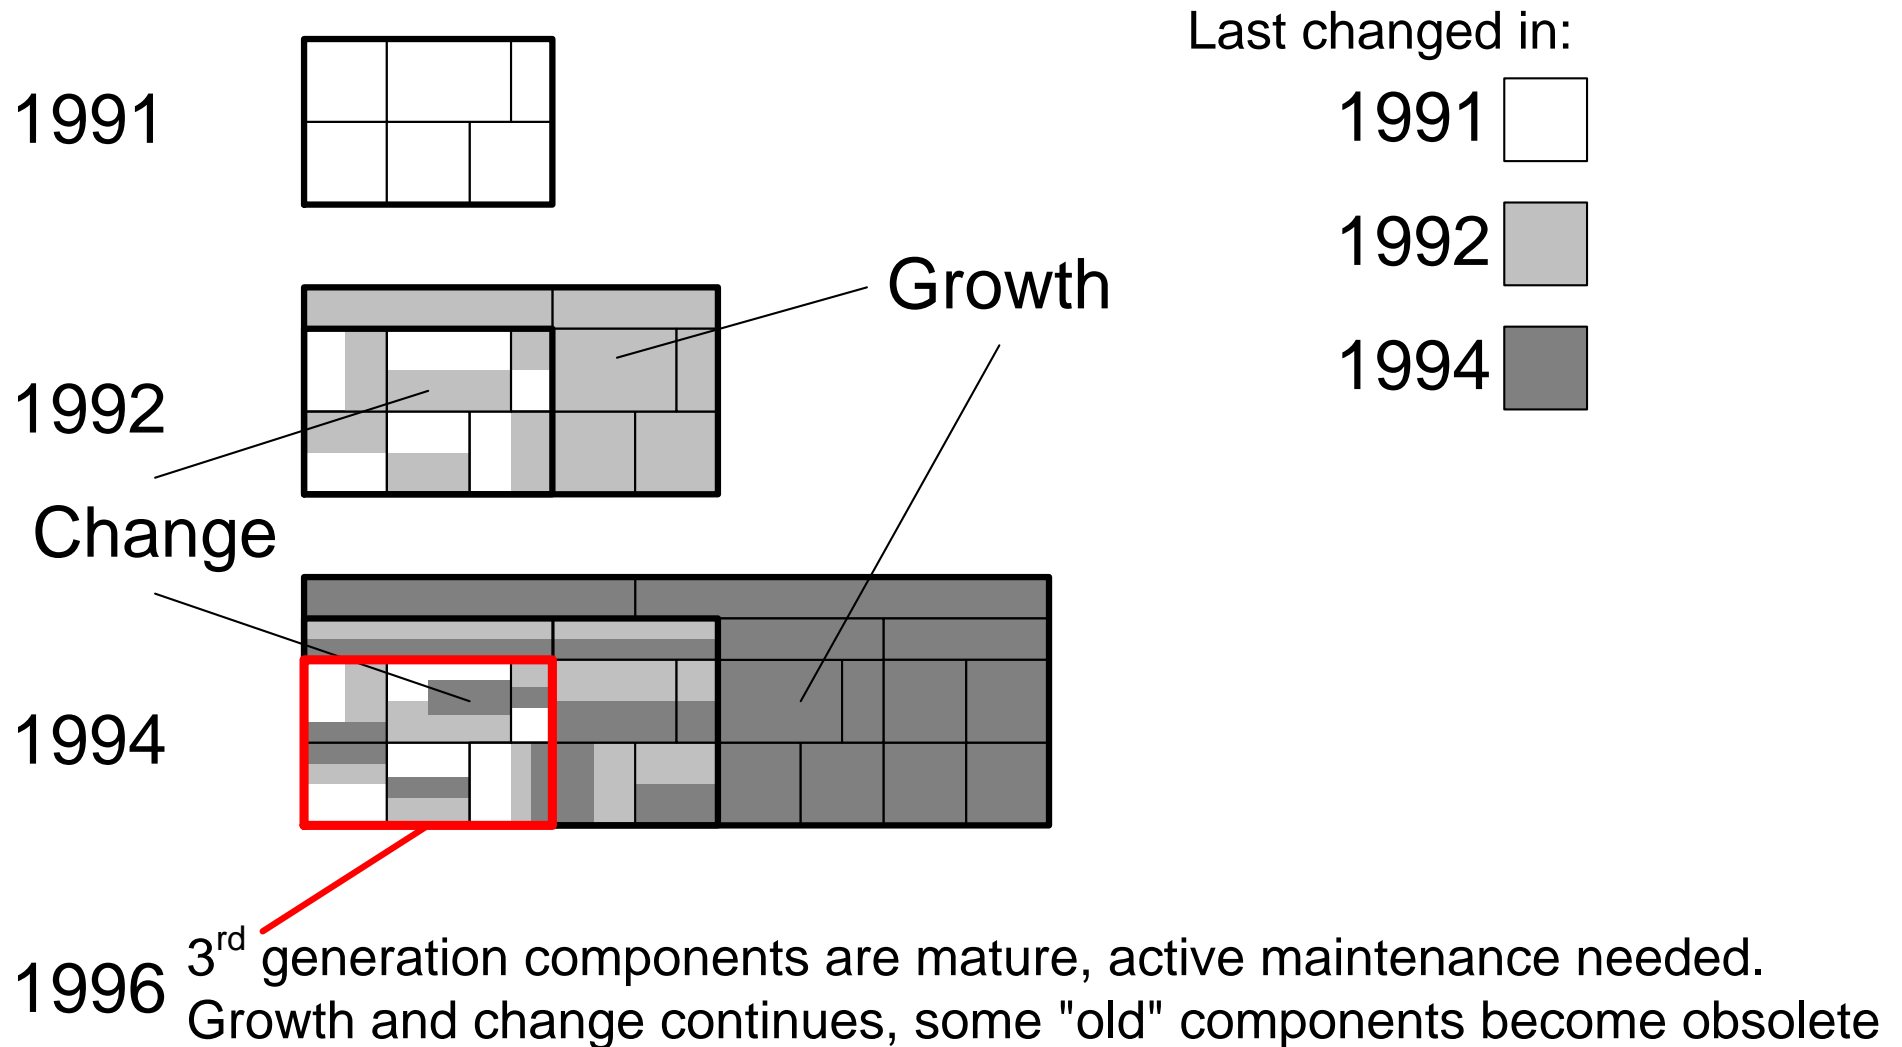 Last changed in:
1991
1991
1992
Growth
1994
1992
Change
1994
1996
3rd generation components are mature, active maintenance needed.
Growth and change continues, some "old" components become obsolete